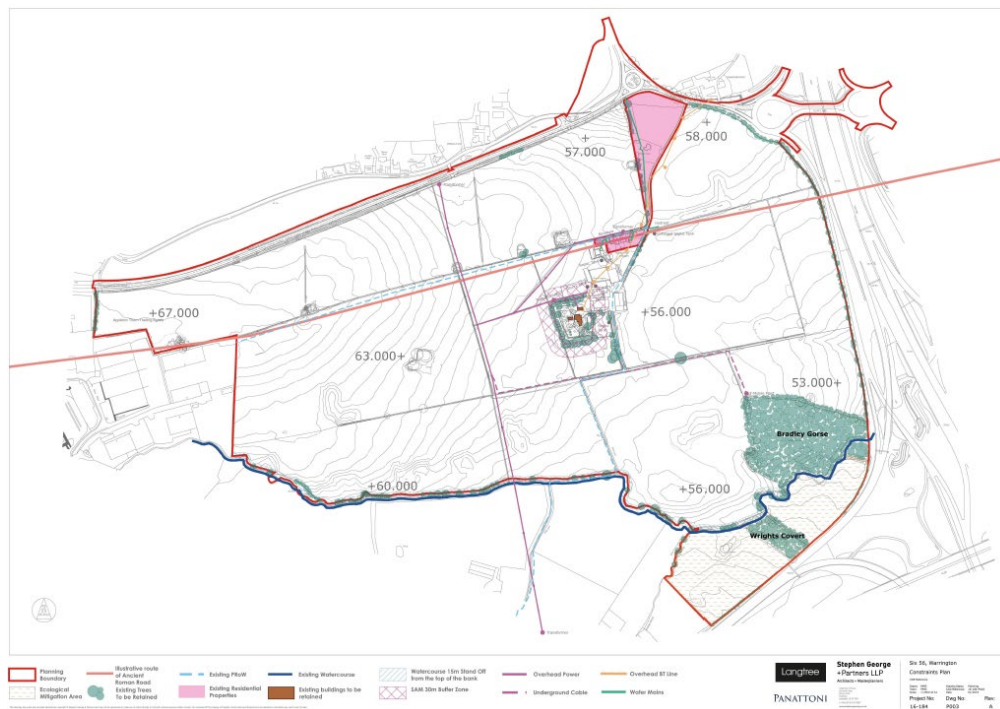 58.000
57.000
+67.000
63.000+
+56.000
53.000+
Bradley Gorse
+60.000
+56.000
Wrights Covert
Planning
Boundary
Ecological
Mitigation Area
Illustrative route
of Ancient
Roman Road
Existing Trees
To Be Retained
Existing PRoW
Existing Residential
Properties
Existing Watercourse
Existing buildings to be
retained
Watercourse 15m Stand Off
from the top of the bank
SAM 30m Buffer Zone
Overhead Power
Underground Cable
Overhead BT Line
Water Mains
Langtree
PANATTONI
Stephen George
+ Partners LLP
Architects + Masterplanners
Six 56, Warrington
Constraints Plan
Project No:
Dwg No:
Rev:
16-184
P003
A